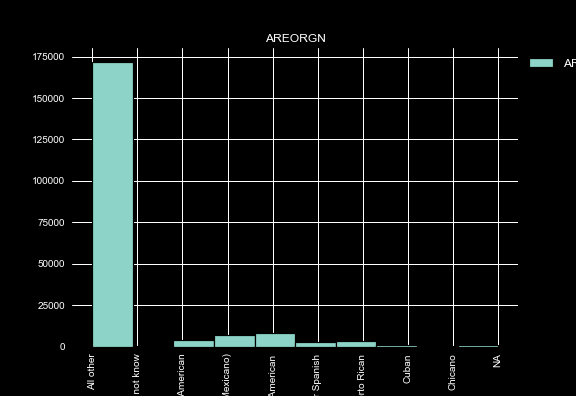 AREORGN
175000
150000
125000
100000
75000
50000
25000
0
AR
All other
not know
American
Mexicano)
American
r Spanish
rto Rican
Cuban
Chicano
NA